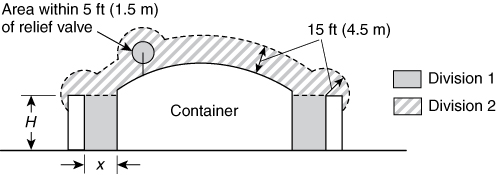 Area within 5 ft (1.5 m)
of relief valve
15 ft (4.5 m)
Division 1
Division 2
Container
H
x